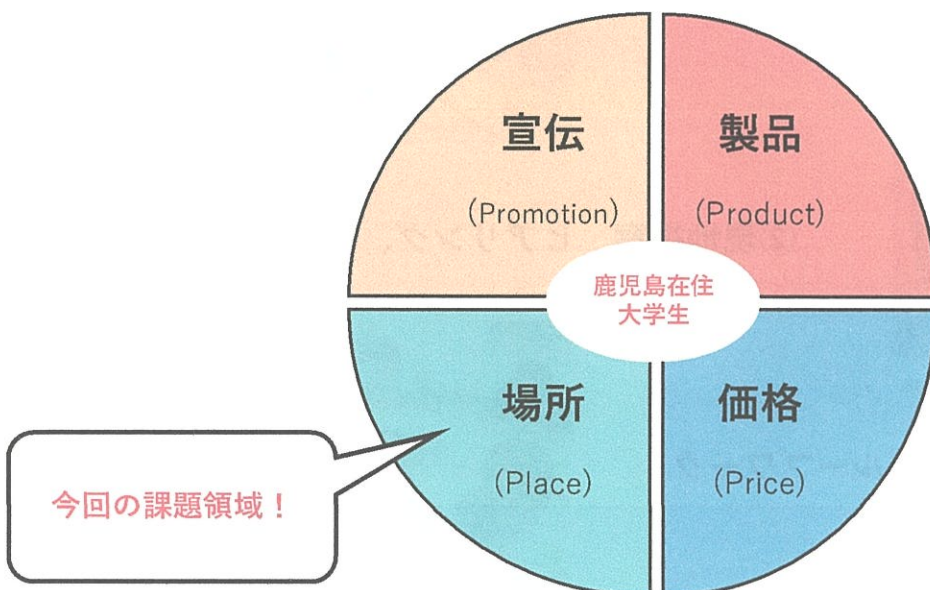 宣伝
(Promotion)
製品
(Product)
鹿児島在住
大学生
場所
(Place)
価格
(Price)
今回の課題領域！